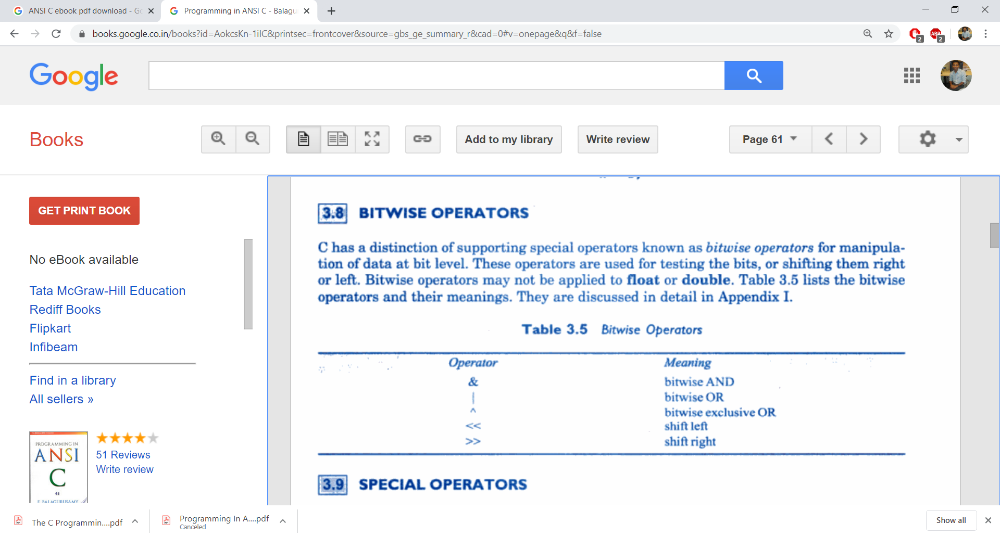 ANSI C ebook pdf download - Go
Programming in ANSI C - Balagu
books.google.co.in/books?id=AokcsKn-1iIC&printsec=frontcover&source=gbs_ge_summary_r&cad=0#v=onepage&q&f=false
2
ABP
2
Google
Books
Add to my library
Write review
Page 61
GET PRINT BOOK
No eBook available
Tata McGraw-Hill Education
Rediff Books
Flipkart
Infibeam
Find in a library
All sellers »
PROGRAMMING IN
ANSI
C
4E
E BALAGURUSAMY
51 Reviews
Write review
3.8 BITWISE OPERATORS
C has a distinction of supporting special operators known as bitwise operators for manipula-
tion of data at bit level. These operators are used for testing the bits, or shifting them right
or left. Bitwise operators may not be applied to float or double. Table 3.5 lists the bitwise
operators and their meanings. They are discussed in detail in Appendix I.
Table 3.5 Bitwise Operators
Operator Meaning
& bitwise AND
| bitwise OR
^ bitwise exclusive OR
<< shift left
>> shift right
3.9 SPECIAL OPERATORS
The C Programmin....pdf
Programming In A....pdf
Canceled
Show all